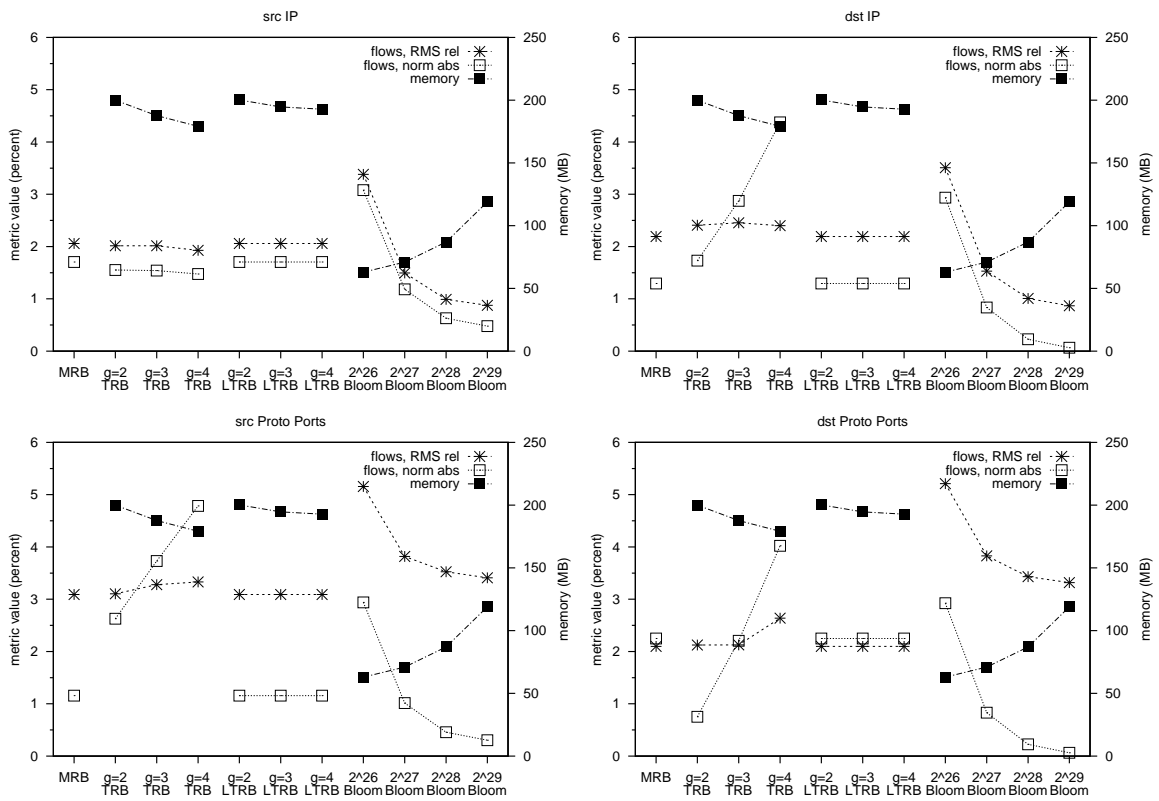 src IP
6
5
4
3
2
1
0
metric value (percent)
250
200
150
100
50
0
memory (MB)
flows, RMS rel
flows, norm abs
memory
MRB g=2 g=3 g=4 g=2 g=3 g=4 2^26 2^27 2^28 2^29
TRB TRB TRB LTRB LTRB LTRB Bloom Bloom Bloom Bloom
dst IP
6
5
4
3
2
1
0
metric value (percent)
250
200
150
100
50
0
memory (MB)
flows, RMS rel
flows, norm abs
memory
MRB g=2 g=3 g=4 g=2 g=3 g=4 2^26 2^27 2^28 2^29
TRB TRB TRB LTRB LTRB LTRB Bloom Bloom Bloom Bloom
src Proto Ports
6
5
4
3
2
1
0
metric value (percent)
250
200
150
100
50
0
memory (MB)
flows, RMS rel
flows, norm abs
memory
MRB g=2 g=3 g=4 g=2 g=3 g=4 2^26 2^27 2^28 2^29
TRB TRB TRB LTRB LTRB LTRB Bloom Bloom Bloom Bloom
dst Proto Ports
6
5
4
3
2
1
0
metric value (percent)
250
200
150
100
50
0
memory (MB)
flows, RMS rel
flows, norm abs
memory
MRB g=2 g=3 g=4 g=2 g=3 g=4 2^26 2^27 2^28 2^29
TRB TRB TRB LTRB LTRB LTRB Bloom Bloom Bloom Bloom